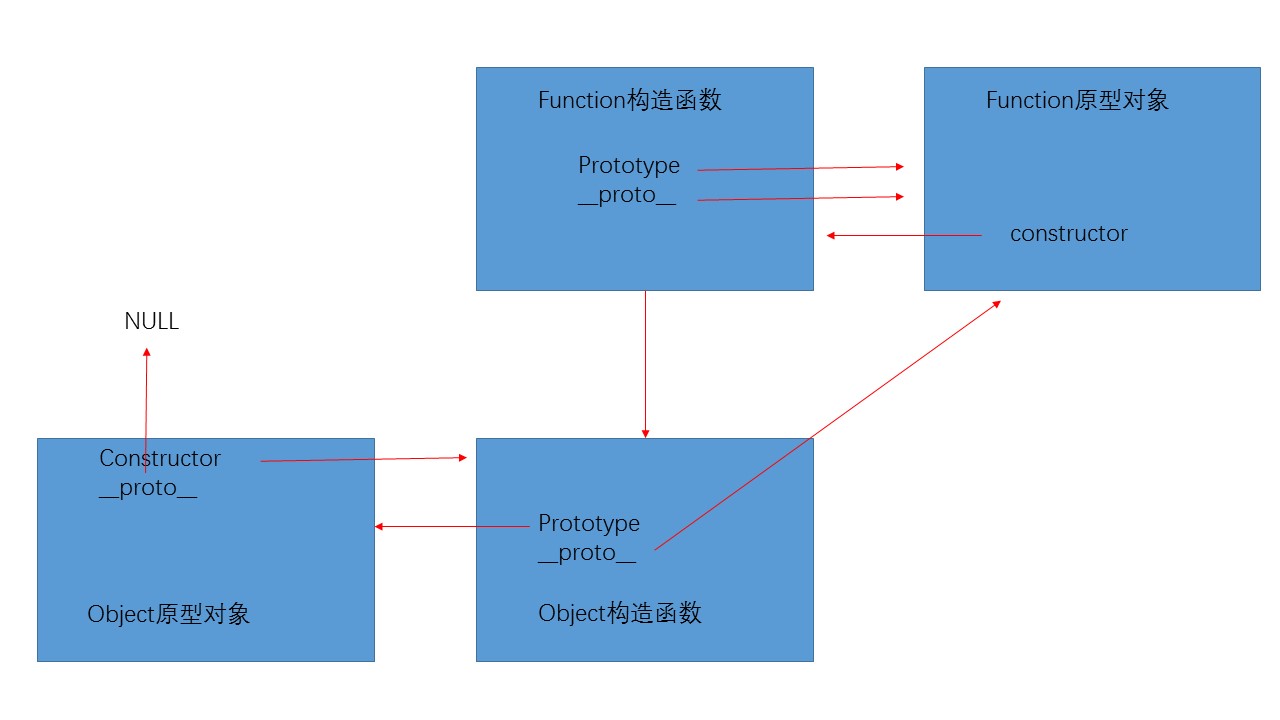 Function构造函数
Prototype
__proto__
Function原型对象
constructor
NULL
Constructor
__proto__
Object原型对象
Prototype
__proto__
Object构造函数